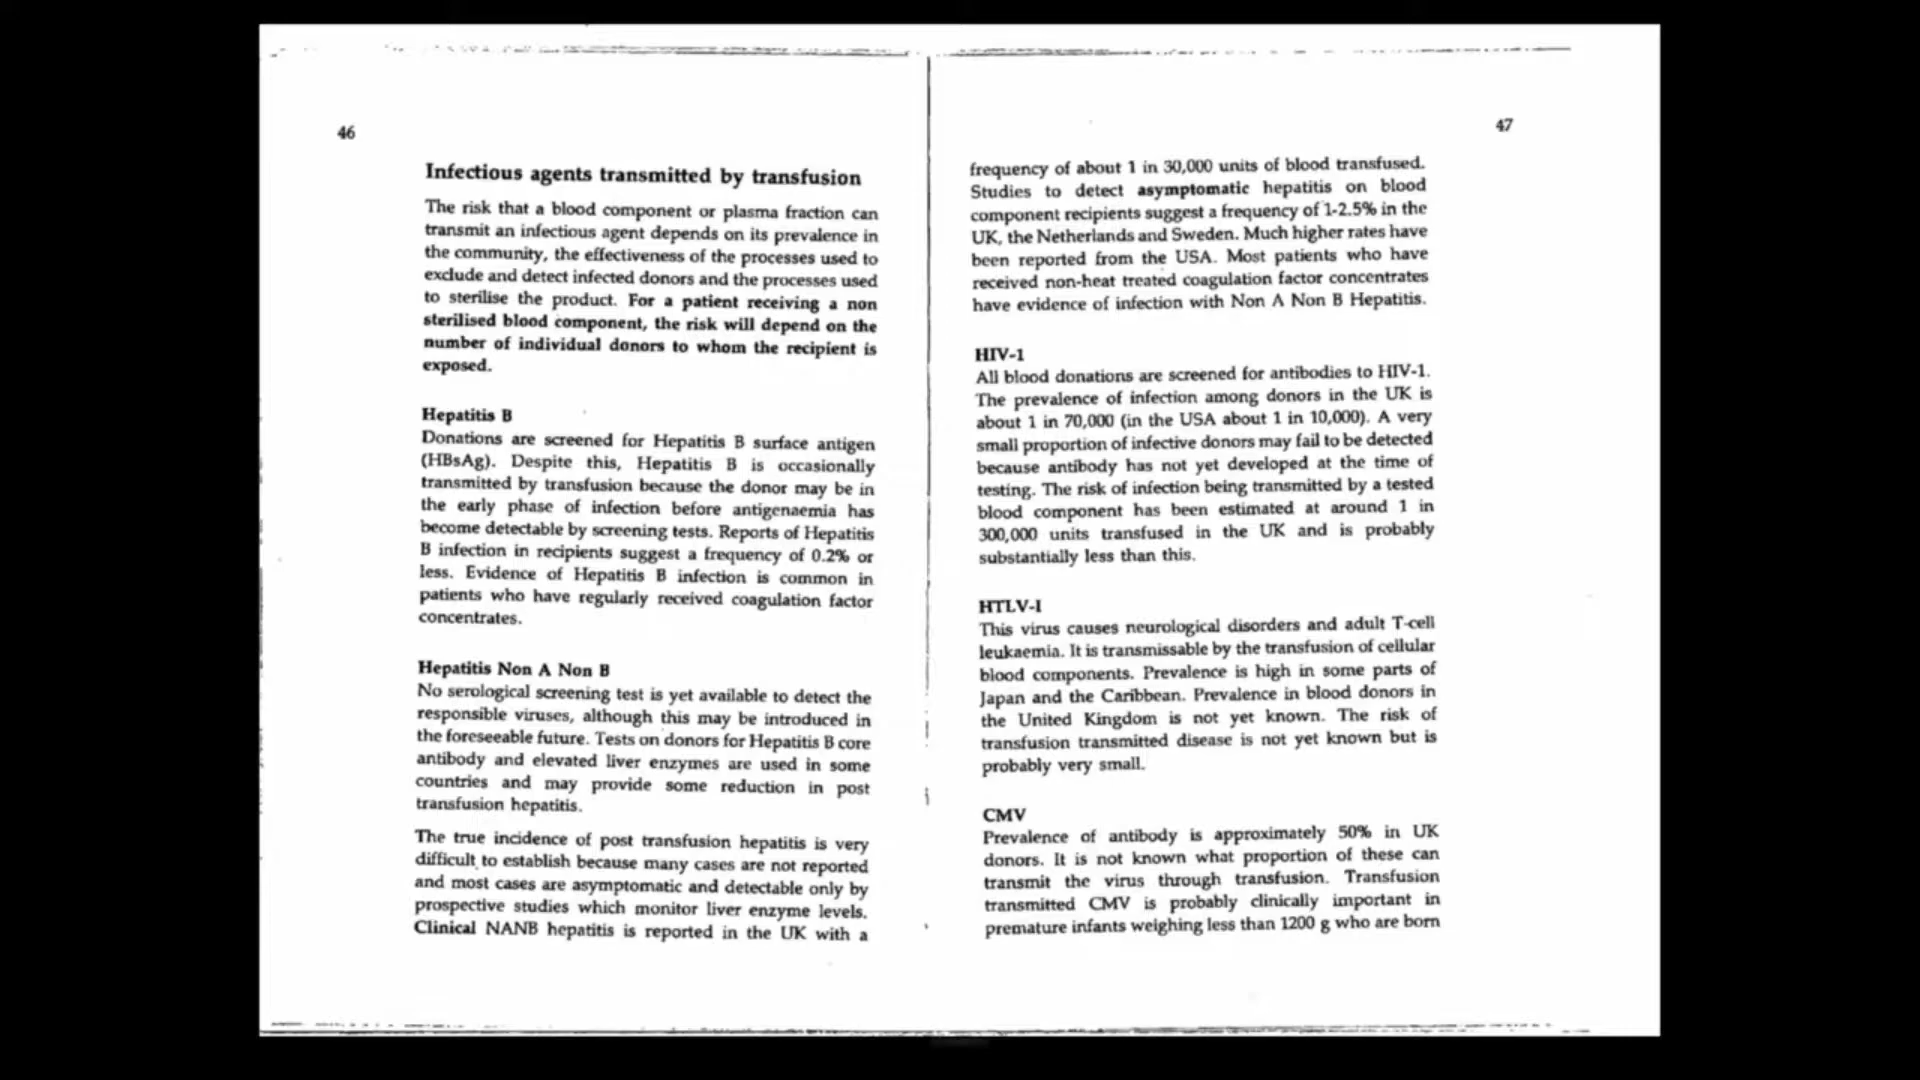 46
Infectious agents transmitted by transfusion
The risk that a blood component or plasma fraction can
transmit an infectious agent depends on its prevalence in
the community, the effectiveness of the processes used to
exclude and detect infected donors and the processes used
to sterilise the product. For a patient receiving a non
sterilised blood component, the risk will depend on the
number of individual donors to whom the recipient is
exposed.
Hepatitis B
Donations are screened for Hepatitis B surface antigen
(HBsAg). Despite this, Hepatitis B is occasionally
transmitted by transfusion because the donor may be in
the early phase of infection before antigenaemia has
become detectable by screening tests. Reports of Hepatitis
B infection in recipients suggest a frequency of 0.2% or
less. Evidence of Hepatitis B infection is common in
patients who have regularly received coagulation factor
concentrates.
Hepatitis Non A Non B
No serological screening test is yet available to detect the
responsible viruses, although this may be introduced in
the foreseeable future. Tests on donors for Hepatitis B core
antibody and elevated liver enzymes are used in some
countries and may provide some reduction in post
transfusion hepatitis.
The true incidence of post transfusion hepatitis is very
difficult to establish because many cases are not reported
and most cases are asymptomatic and detectable only by
prospective studies which monitor liver enzyme levels.
Clinical NANB hepatitis is reported in the UK with a
47
frequency of about 1 in 30,000 units of blood transfused.
Studies to detect asymptomatic hepatitis on blood
component recipients suggest a frequency of 1-2.5% in the
UK, the Netherlands and Sweden. Much higher rates have
been reported from the USA. Most patients who have
received non-heat treated coagulation factor concentrates
have evidence of infection with Non A Non B Hepatitis.
HIV-1
All blood donations are screened for antibodies to HIV-1.
The prevalence of infection among donors in the UK is
about 1 in 70,000 (in the USA about 1 in 10,000). A very
small proportion of infective donors may fail to be detected
because antibody has not yet developed at the time of
testing. The risk of infection being transmitted by a tested
blood component has been estimated at around 1 in
300,000 units transfused in the UK and is probably
substantially less than this.
HTLV-I
This virus causes neurological disorders and adult T-cell
leukaemia. It is transmissable by the transfusion of cellular
blood components. Prevalence is high in some parts of
Japan and the Caribbean. Prevalence in blood donors in
the United Kingdom is not yet known. The risk of
transfusion transmitted disease is not yet known but is
probably very small.
CMV
Prevalence of antibody is approximately 50% in UK
donors. It is not known what proportion of these can
transmit the virus through transfusion. Transfusion
transmitted CMV is probably clinically important in
premature infants weighing less than 1200 g who are born